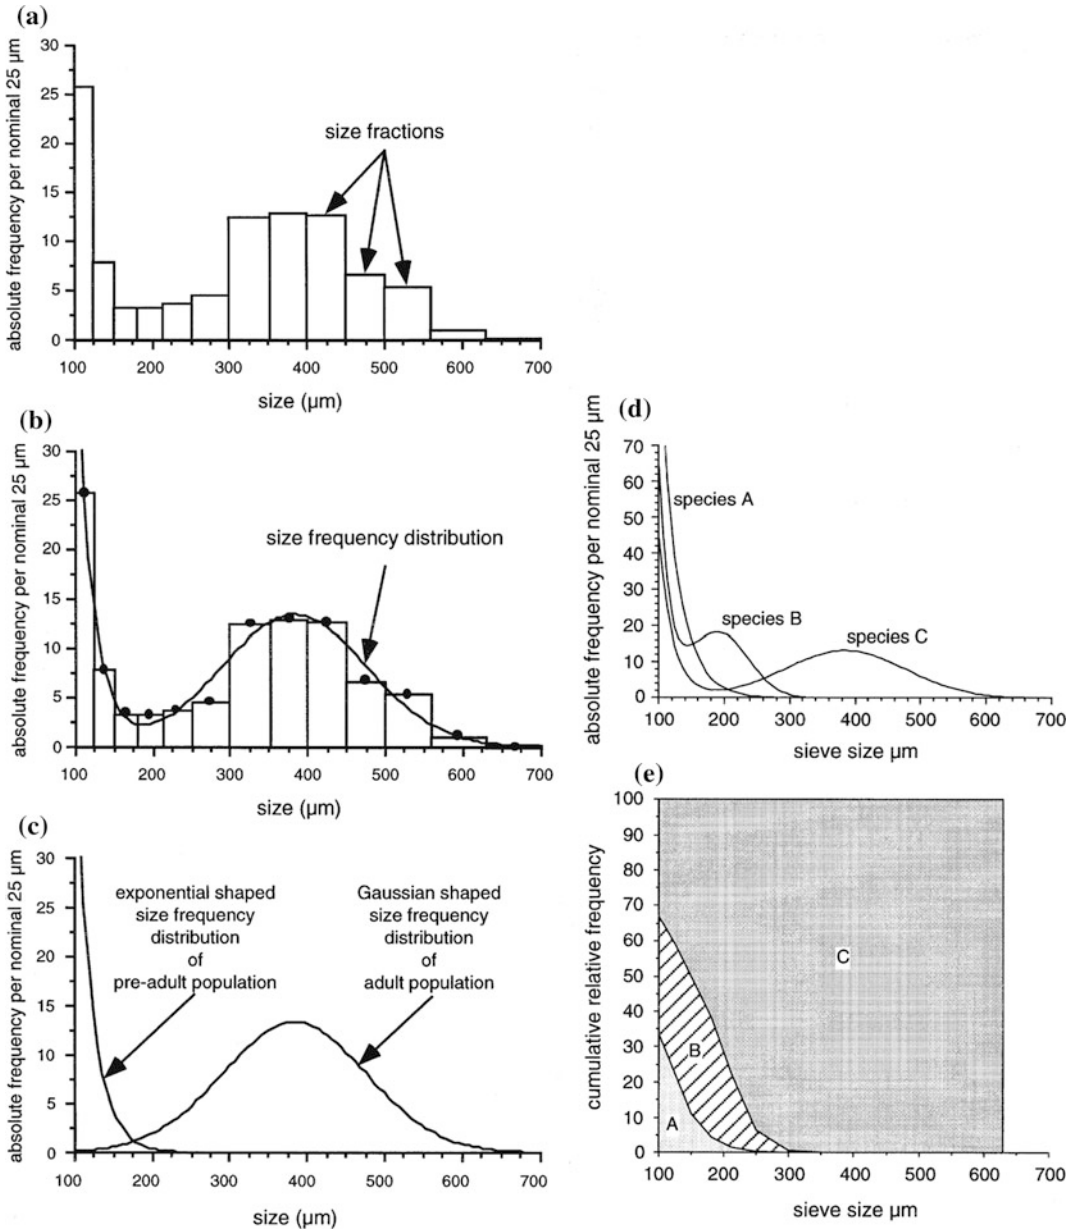 (a)
absolute frequency per nominal 25 µm
30
25
20
15
10
5
0
size fractions
100 200 300 400 500 600 700
size (µm)
(b)
absolute frequency per nominal 25 µm
30
25
20
15
10
5
0
size frequency distribution
100 200 300 400 500 600 700
size (µm)
(c)
absolute frequency per nominal 25 µm
30
25
20
15
10
5
0
exponential shaped
size frequency
distribution
of
pre-adult population
Gaussian shaped
size frequency
distribution
of
adult population
100 200 300 400 500 600 700
size (µm)
(d)
absolute frequency per nominal 25 µm
70
60
50
40
30
20
10
0
species A
species B
species C
100 200 300 400 500 600 700
sieve size µm
(e)
cumulative relative frequency
100
90
80
70
60
50
40
30
20
10
0
A
B
C
100 200 300 400 500 600 700
sieve size µm